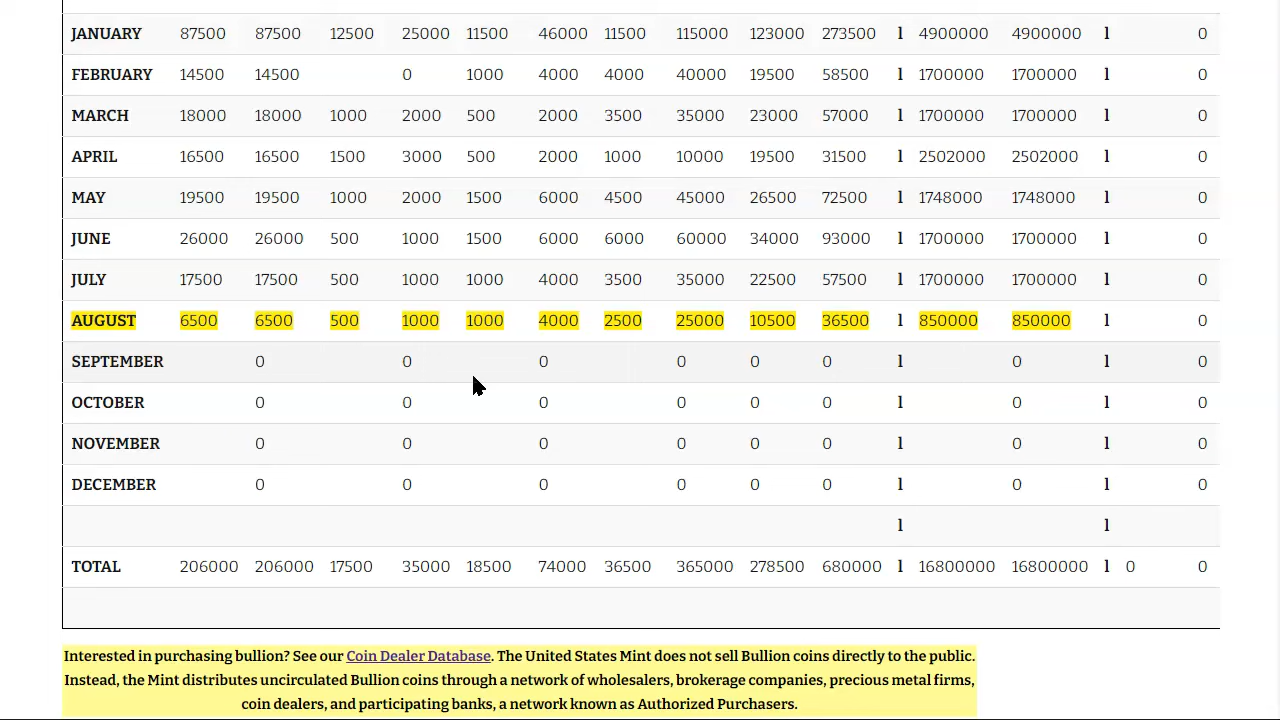 JANUARY 87500 87500 12500 25000 11500 46000 11500 115000 123000 273500 l 4900000 4900000 l 0
FEBRUARY 14500 14500 0 1000 4000 4000 40000 19500 58500 l 1700000 1700000 l 0
MARCH 18000 18000 1000 2000 500 2000 3500 35000 23000 57000 l 1700000 1700000 l 0
APRIL 16500 16500 1500 3000 500 2000 1000 10000 19500 31500 l 2502000 2502000 l 0
MAY 19500 19500 1000 2000 1500 6000 4500 45000 26500 72500 l 1748000 1748000 l 0
JUNE 26000 26000 500 1000 1500 6000 6000 60000 34000 93000 l 1700000 1700000 l 0
JULY 17500 17500 500 1000 1000 4000 3500 35000 22500 57500 l 1700000 1700000 l 0
AUGUST 6500 6500 500 1000 1000 4000 2500 25000 10500 36500 l 850000 850000 l 0
SEPTEMBER 0 0 0 0 0 0 l 0 l 0
OCTOBER 0 0 0 0 0 0 l 0 l 0
NOVEMBER 0 0 0 0 0 0 l 0 l 0
DECEMBER 0 0 0 0 0 0 l 0 l 0
l l
TOTAL 206000 206000 17500 35000 18500 74000 36500 365000 278500 680000 l 16800000 16800000 l 0 0
Interested in purchasing bullion? See our Coin Dealer Database. The United States Mint does not sell Bullion coins directly to the public.
Instead, the Mint distributes uncirculated Bullion coins through a network of wholesalers, brokerage companies, precious metal firms,
coin dealers, and participating banks, a network known as Authorized Purchasers.